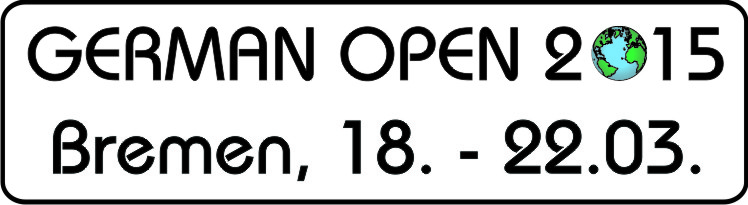 GERMAN OPEN 2015
Bremen, 18. - 22.03.